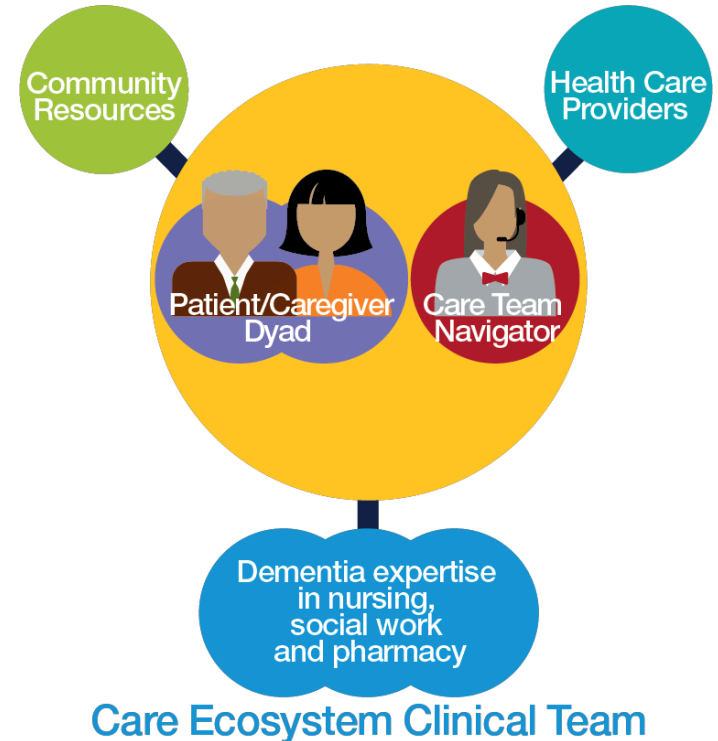 Community
Resources
Health Care
Providers
Patient/Caregiver
Dyad
Care Team
Navigator
Dementia expertise
in nursing,
social work
and pharmacy
Care Ecosystem Clinical Team